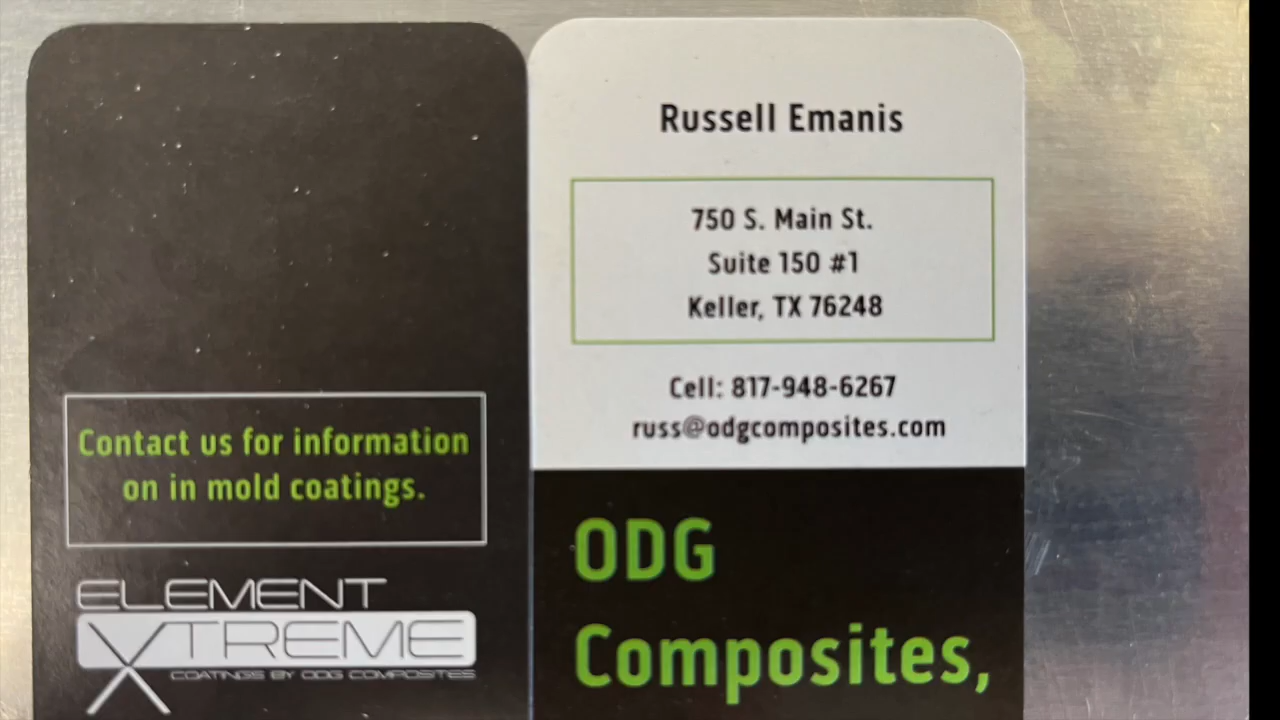 Contact us for information
on in mold coatings.
ELEMENT
XTREME
COATINGS BY ODG COMPOSITES
Russell Emanis
750 S. Main St.
Suite 150 #1
Keller, TX 76248
Cell: 817-948-6267
russ@odgcomposites.com
ODG
Composites,